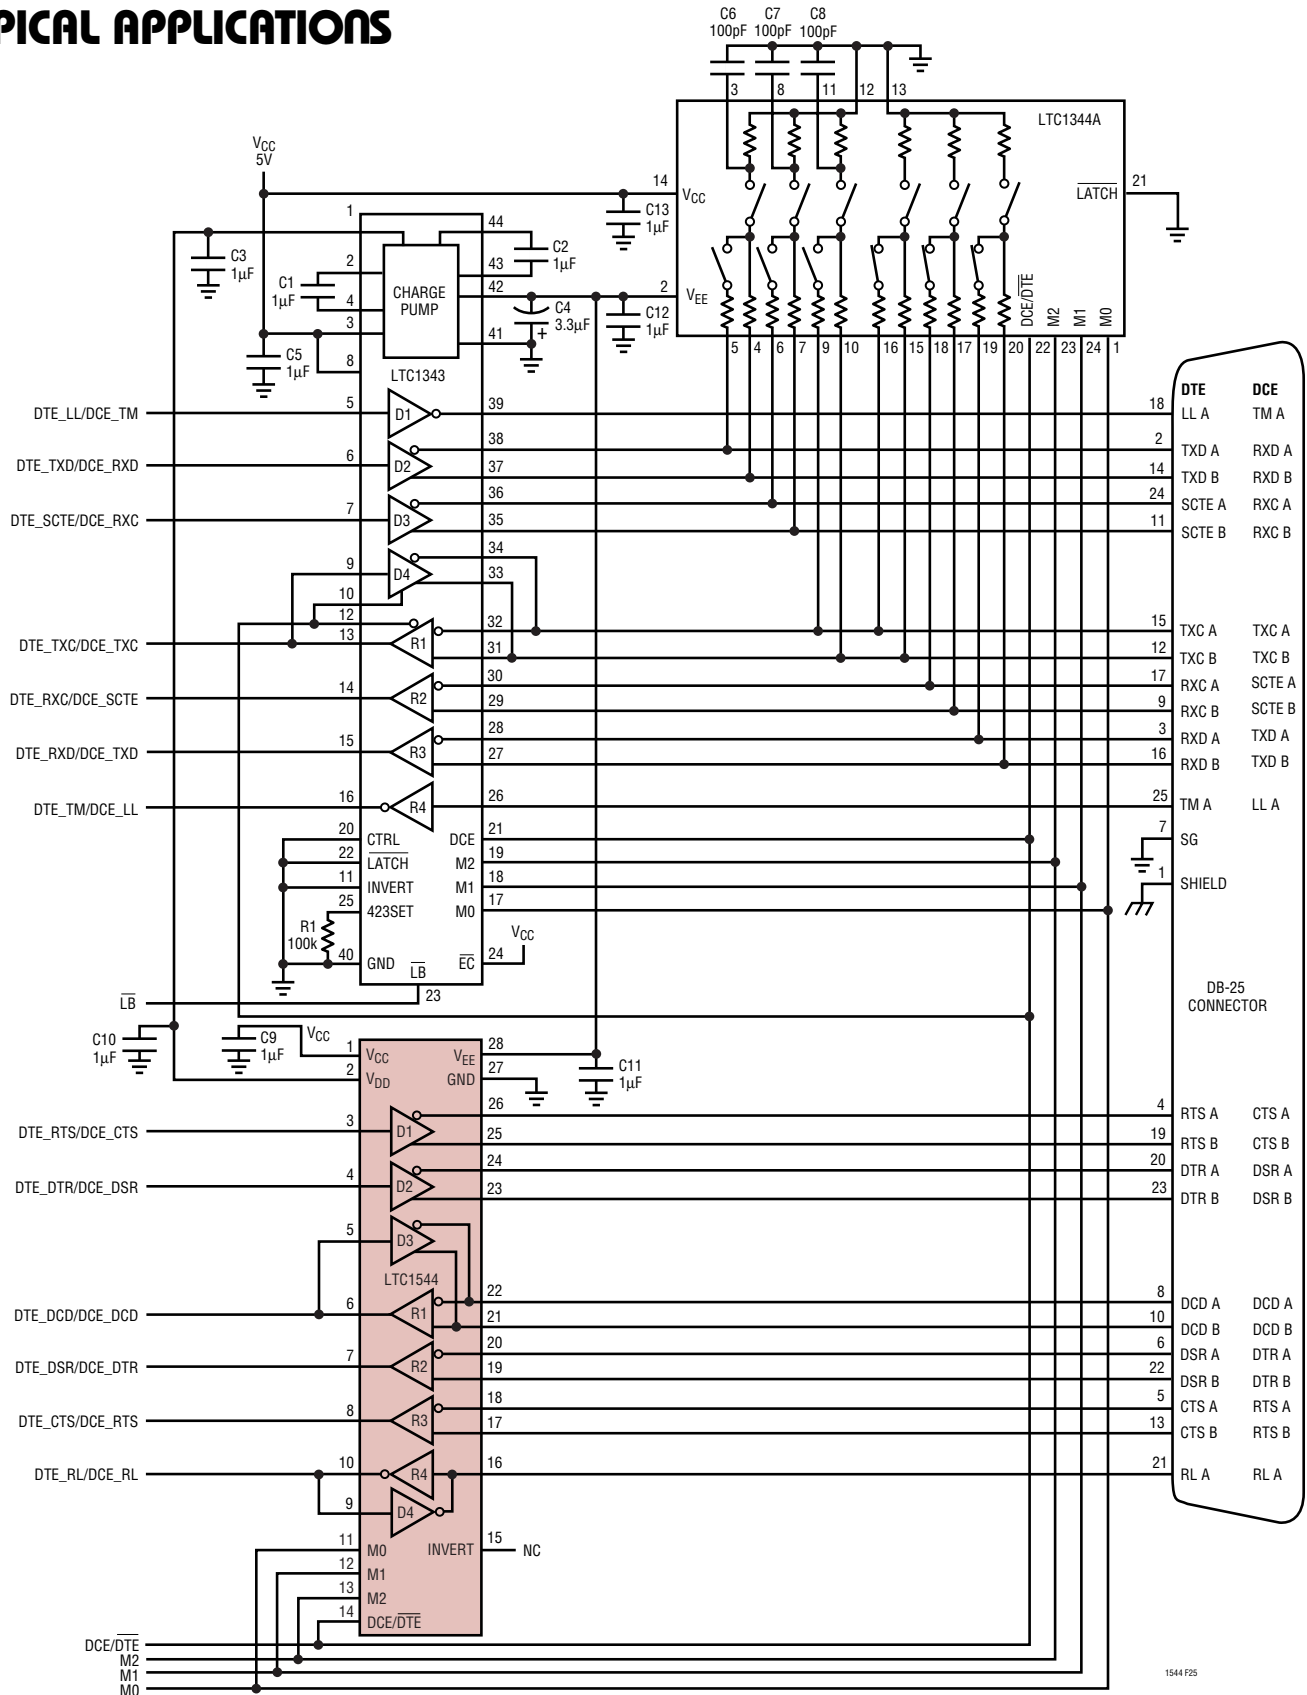 PICAL APPLICATIONS
C6 C7 C8
100pF 100pF 100pF
3 8 11 12 13
LTC1344A
VCC
5V
14 VCC
LATCH 21
C13
1µF
1 44
C3
1µF
C2
1µF
2 43
C1
1µF
CHARGE
PUMP
42
2 VEE
4
C4
3.3µF
+
C12
1µF
DCE/DTE M2 M1 M0
3 41
C5
1µF
8
LTC1343
5 4 6 7 9 10 16 15 18 17 19 20 22 23 24 1
DTE DCE
DTE_LL/DCE_TM 5 D1 39 18 LL A TM A
38 2 TXD A RXD A
DTE_TXD/DCE_RXD 6 D2 37 14 TXD B RXD B
36 24 SCTE A RXC A
DTE_SCTE/DCE_RXC 7 D3 35 11 SCTE B RXC B
34
9 D4 33
10
12 32 15 TXC A TXC A
DTE_TXC/DCE_TXC 13 R1 31 12 TXC B TXC B
30 17 RXC A SCTE A
DTE_RXC/DCE_SCTE 14 R2 29 9 RXC B SCTE B
28 3 RXD A TXD A
DTE_RXD/DCE_TXD 15 R3 27 16 RXD B TXD B
DTE_TM/DCE_LL 16 R4 26 25 TM A LL A
20 CTRL DCE 21 7 SG
22 LATCH M2 19
11 INVERT M1 18 1 SHIELD
25 423SET M0 17
R1
100k
VCC
40 GND LB EC 24
LB 23
DB-25
CONNECTOR
C10
1µF
C9
1µF
VCC
1 VCC VEE 28
2 VDD GND 27
C11
1µF
26 4 RTS A CTS A
DTE_RTS/DCE_CTS 3 D1 25 19 RTS B CTS B
24 20 DTR A DSR A
DTE_DTR/DCE_DSR 4 D2 23 23 DTR B DSR B
5 D3
LTC1544
22 8 DCD A DCD A
DTE_DCD/DCE_DCD 6 R1 21 10 DCD B DCD B
20 6 DSR A DTR A
DTE_DSR/DCE_DTR 7 R2 19 22 DSR B DTR B
18 5 CTS A RTS A
DTE_CTS/DCE_RTS 8 R3 17 13 CTS B RTS B
DTE_RL/DCE_RL 10 R4 16 21 RL A RL A
9 D4
11 M0 INVERT 15 NC
12 M1
13 M2
14 DCE/DTE
DCE/DTE
M2
M1
M0
1544 F25